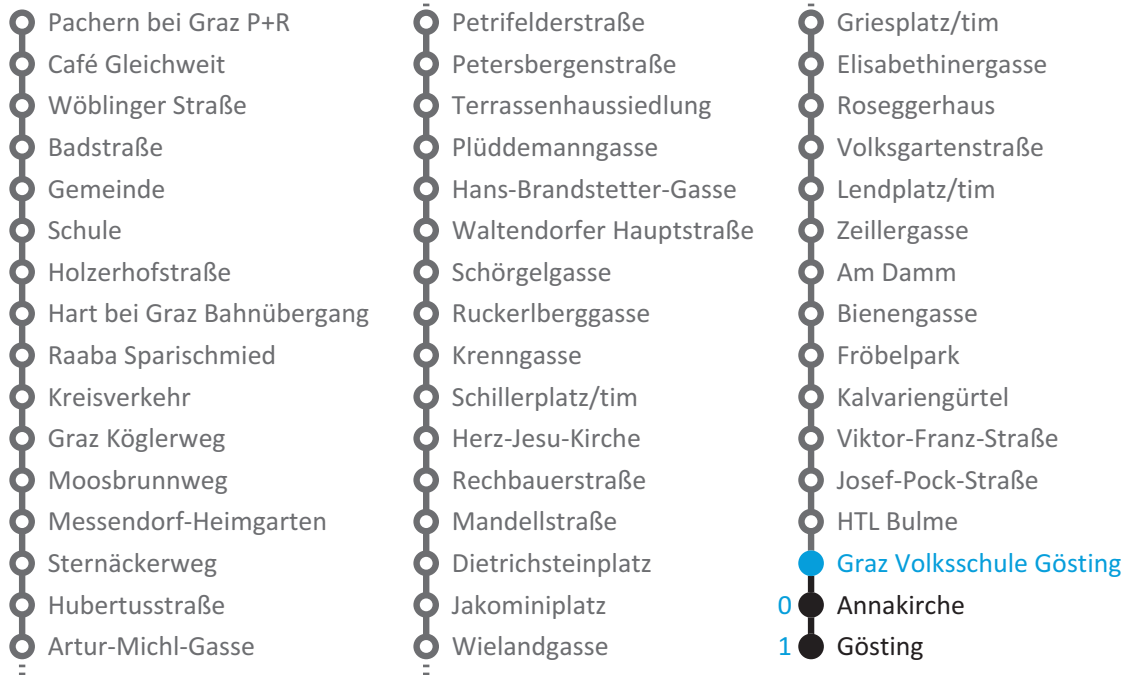 Pachern bei Graz P+R
Café Gleichweit
Wöblinger Straße
Badstraße
Gemeinde
Schule
Holzerhofstraße
Hart bei Graz Bahnübergang
Raaba Sparischmied
Kreisverkehr
Graz Köglerweg
Moosbrunnweg
Messendorf-Heimgarten
Sternäckerweg
Hubertusstraße
Artur-Michl-Gasse
Petrifelderstraße
Petersbergenstraße
Terrassenhaussiedlung
Plüddemanngasse
Hans-Brandstetter-Gasse
Waltendorfer Hauptstraße
Schörgelgasse
Ruckerlberggasse
Krenngasse
Schillerplatz/tim
Herz-Jesu-Kirche
Rechbauerstraße
Mandellstraße
Dietrichsteinplatz
Jakominiplatz
Wielandgasse
Griesplatz/tim
Elisabethinergasse
Roseggerhaus
Volksgartenstraße
Lendplatz/tim
Zeillergasse
Am Damm
Bienengasse
Fröbelpark
Kalvariengürtel
Viktor-Franz-Straße
Josef-Pock-Straße
HTL Bulme
Graz Volksschule Gösting
0 Annakirche
1 Gösting